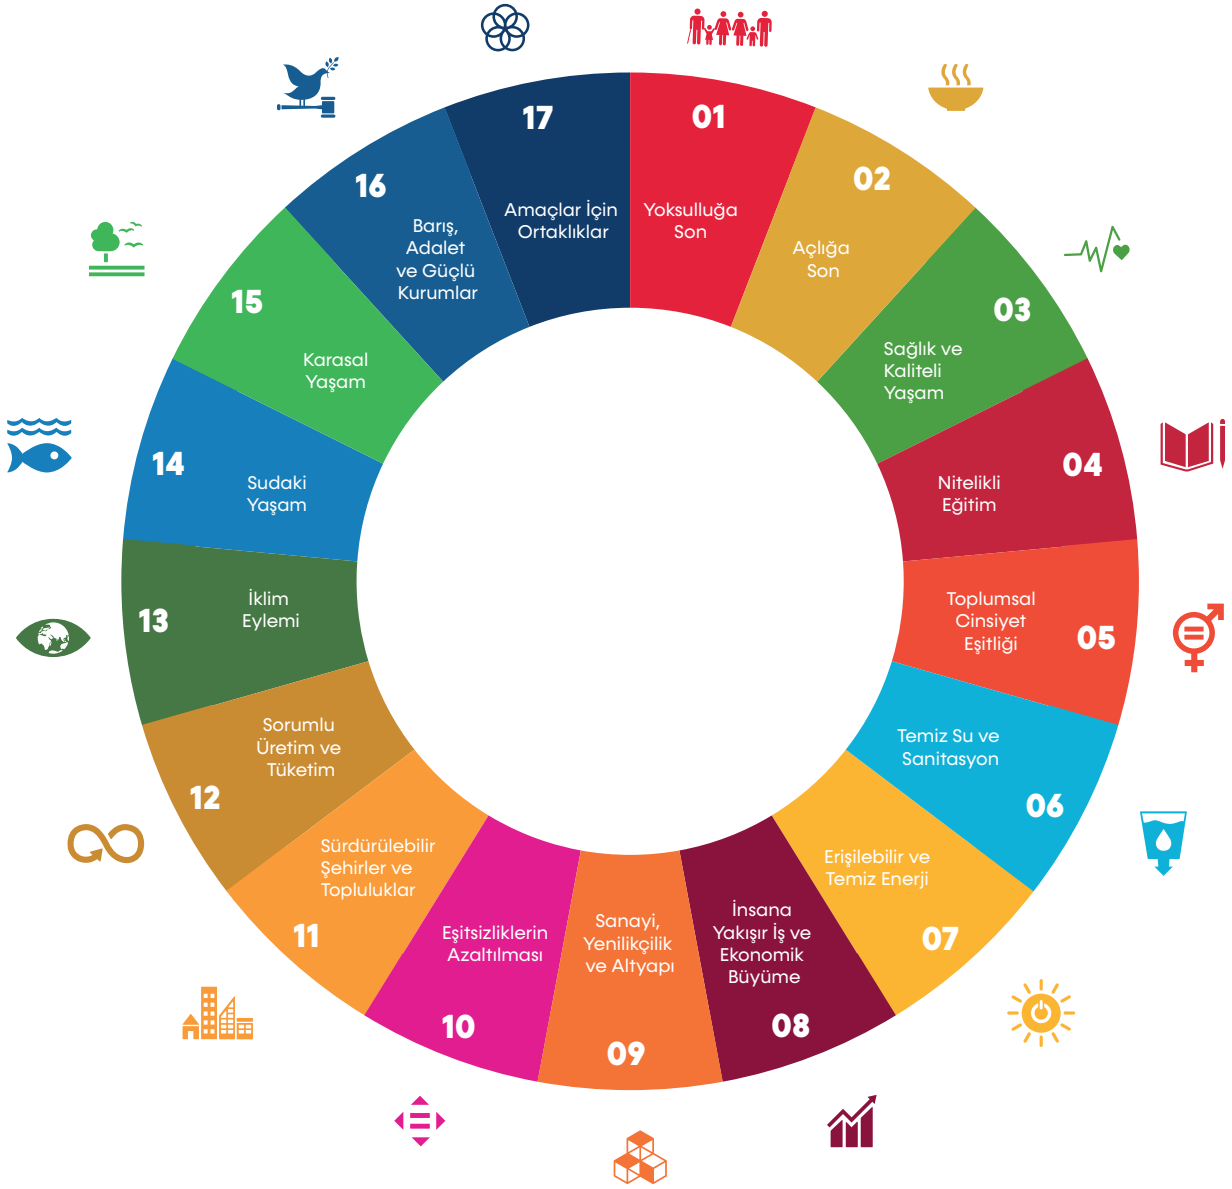 01
Yoksulluğa
Son
02
Açlığa
Son
03
Sağlık ve
Kaliteli
Yaşam
04
Nitelikli
Eğitim
05
Toplumsal
Cinsiyet
Eşitliği
06
Temiz Su ve
Sanitasyon
07
Erişilebilir ve
Temiz Enerji
08
İnsana
Yakışır İş ve
Ekonomik
Büyüme
09
Sanayi,
Yenilikçilik
ve Altyapı
10
Eşitsizliklerin
Azaltılması
11
Sürdürülebilir
Şehirler ve
Topluluklar
12
Sorumlu
Üretim ve
Tüketim
13
İklim
Eylemi
14
Sudaki
Yaşam
15
Karasal
Yaşam
16
Barış,
Adalet
ve Güçlü
Kurumlar
17
Amaçlar İçin
Ortaklıklar